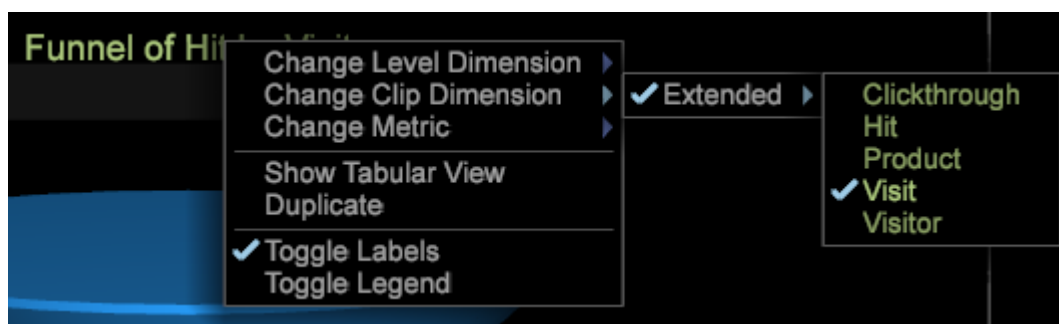 Funnel of Hit
Change Level Dimension
Change Clip Dimension
Change Metric
Show Tabular View
Duplicate
Toggle Labels
Toggle Legend
Extended
Clickthrough
Hit
Product
Visit
Visitor